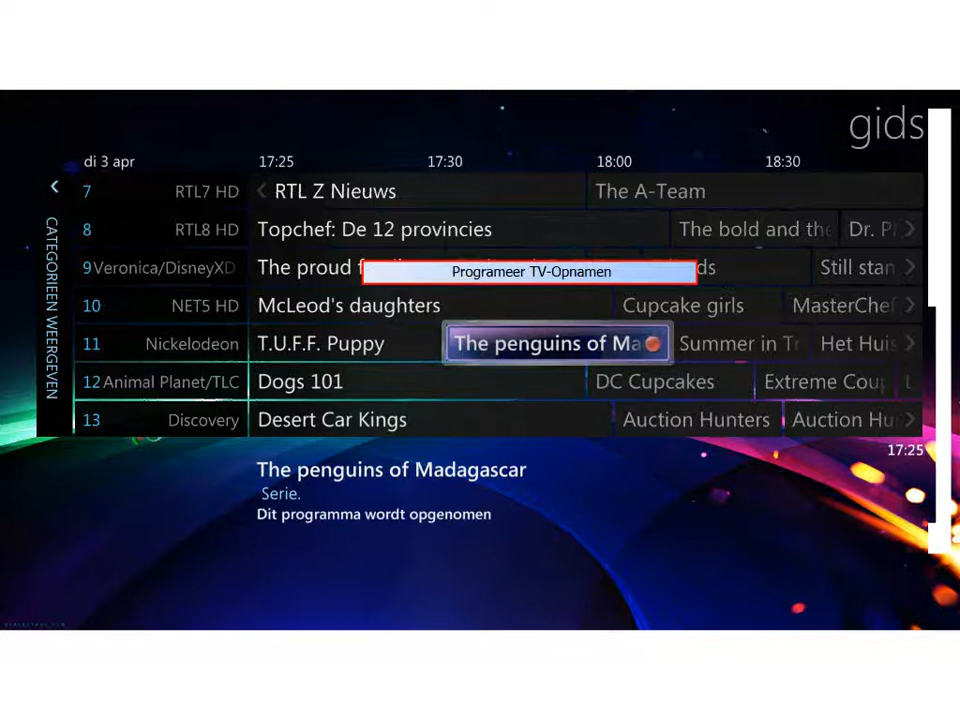 gids
di 3 apr 17:25 17:30 18:00 18:30
7 RTL7 HD RTL Z Nieuws The A-Team
8 RTL8 HD Topchef: De 12 provincies The bold and the Dr. P
9 Veronica/DisneyXD The proud ds Still stan
Programeer TV-Opnamen
10 NET5 HD McLeod's daughters Cupcake girls MasterChef
11 Nickelodeon T.U.F.F. Puppy The penguins of Ma Summer in Tr Het Huis
12 Animal Planet/TLC Dogs 101 DC Cupcakes Extreme Coup L
13 Discovery Desert Car Kings Auction Hunters Auction Hu
CATEGORIEEN WEERGEVEN
17:25
The penguins of Madagascar
Serie.
Dit programma wordt opgenomen